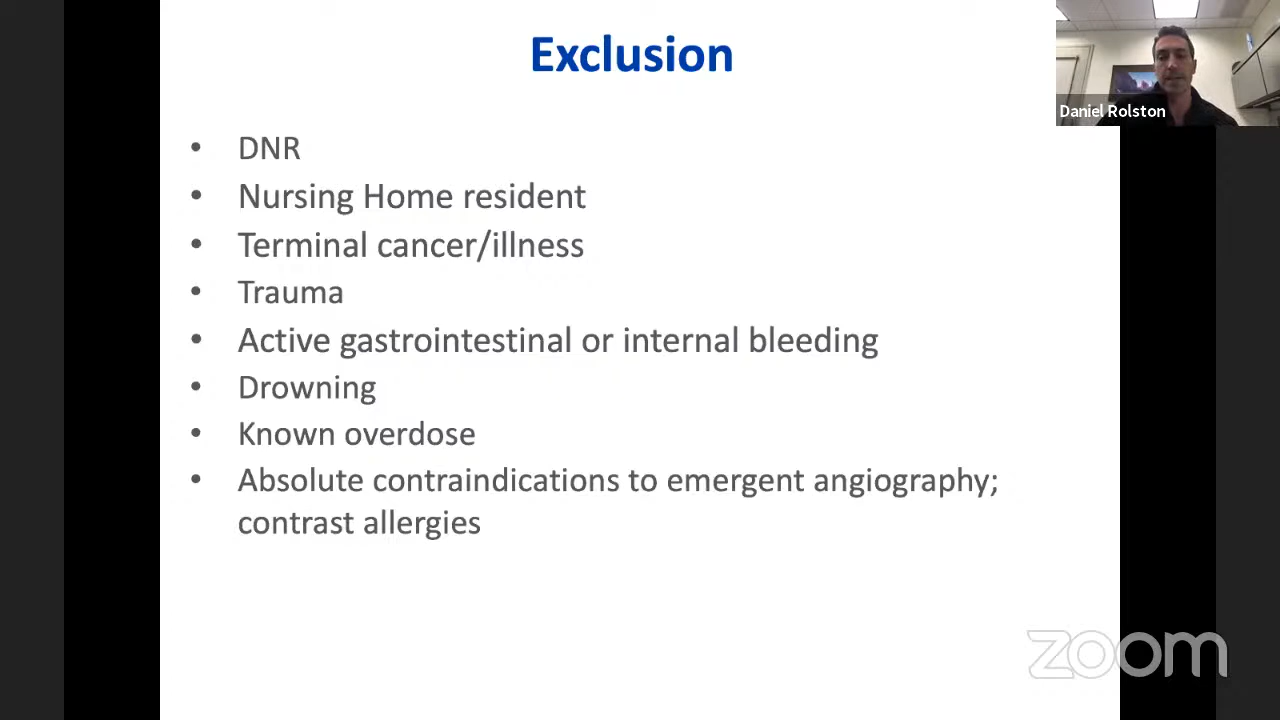 Exclusion
Daniel Rolston
• DNR
• Nursing Home resident
• Terminal cancer/illness
• Trauma
• Active gastrointestinal or internal bleeding
• Drowning
• Known overdose
• Absolute contraindications to emergent angiography;
contrast allergies
zoom